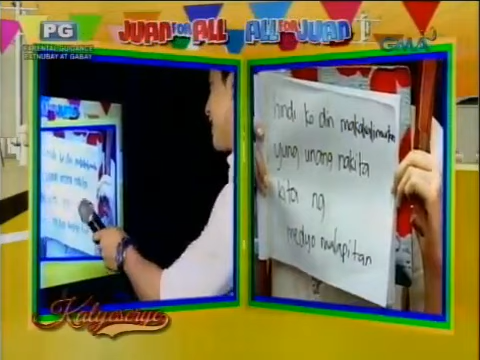 PG
PARENTAL GUIDANCE
PATNUBAY AT GABAY
JUAN FOR ALL ALL FOR JUAN
GMA
hindi ko din makakalimutan
yung unang nakita
kita ng
medyo malapitan
Kalyeserye